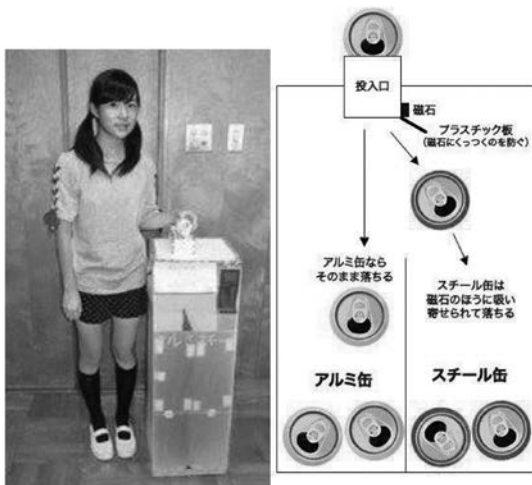 投入口
磁石
プラスチック板
(磁石にくっつくのを防ぐ)
アルミ缶なら
そのまま落ちる
スチール缶は
磁石のほうに吸い
寄せられて落ちる
アルミ缶
スチール缶